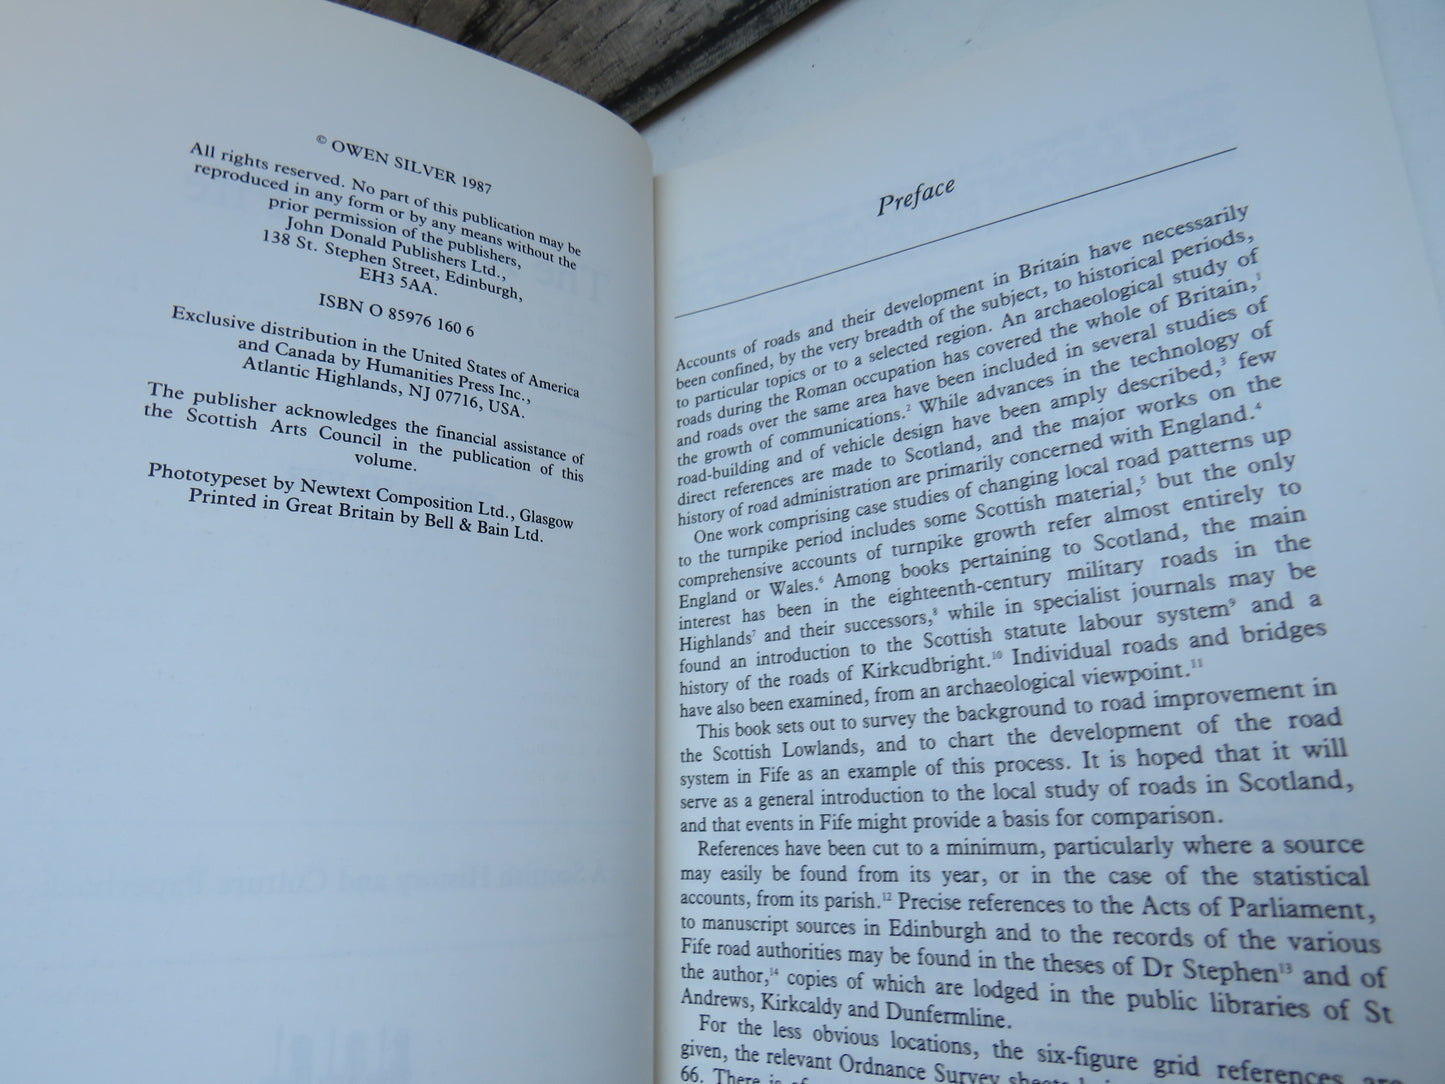 © OWEN SILVER 1987
All rights reserved. No part of this publication may be
reproduced in any form or by any means without the
prior permission of the publishers,
John Donald Publishers Ltd.,
138 St. Stephen Street, Edinburgh,
EH3 5AA.
ISBN O 85976 160 6
Exclusive distribution in the United States of America
and Canada by Humanities Press Inc.,
Atlantic Highlands, NJ 07716, USA.
The publisher acknowledges the financial assistance of
the Scottish Arts Council in the publication of this
volume.
Phototypeset by Newtext Composition Ltd., Glasgow
Printed in Great Britain by Bell & Bain Ltd.
Preface
Accounts of roads and their development in Britain have necessarily
been confined, by the very breadth of the subject, to historical periods,
to particular topics or to a selected region. An archaeological study of
roads during the Roman occupation has covered the whole of Britain,¹
and roads over the same area have been included in several studies of
the growth of communications.² While advances in the technology of
road-building and of vehicle design have been amply described,³ few
direct references are made to Scotland, and the major works on the
history of road administration are primarily concerned with England.⁴
One work comprising case studies of changing local road patterns up
to the turnpike period includes some Scottish material,⁵ but the only
comprehensive accounts of turnpike growth refer almost entirely to
England or Wales.⁶ Among books pertaining to Scotland, the main
interest has been in the eighteenth-century military roads in the
Highlands⁷ and their successors,⁸ while in specialist journals may be
found an introduction to the Scottish statute labour system⁹ and a
history of the roads of Kirkcudbright.¹⁰ Individual roads and bridges
have also been examined, from an archaeological viewpoint.¹¹
This book sets out to survey the background to road improvement in
the Scottish Lowlands, and to chart the development of the road
system in Fife as an example of this process. It is hoped that it will
serve as a general introduction to the local study of roads in Scotland,
and that events in Fife might provide a basis for comparison.
References have been cut to a minimum, particularly where a source
may easily be found from its year, or in the case of the statistical
accounts, from its parish.¹² Precise references to the Acts of Parliament,
to manuscript sources in Edinburgh and to the records of the various
Fife road authorities may be found in the theses of Dr Stephen¹³ and of
the author,¹⁴ copies of which are lodged in the public libraries of St
Andrews, Kirkcaldy and Dunfermline.
For the less obvious locations, the six-figure grid references are
given, the relevant Ordnance Survey sheets
66. There is